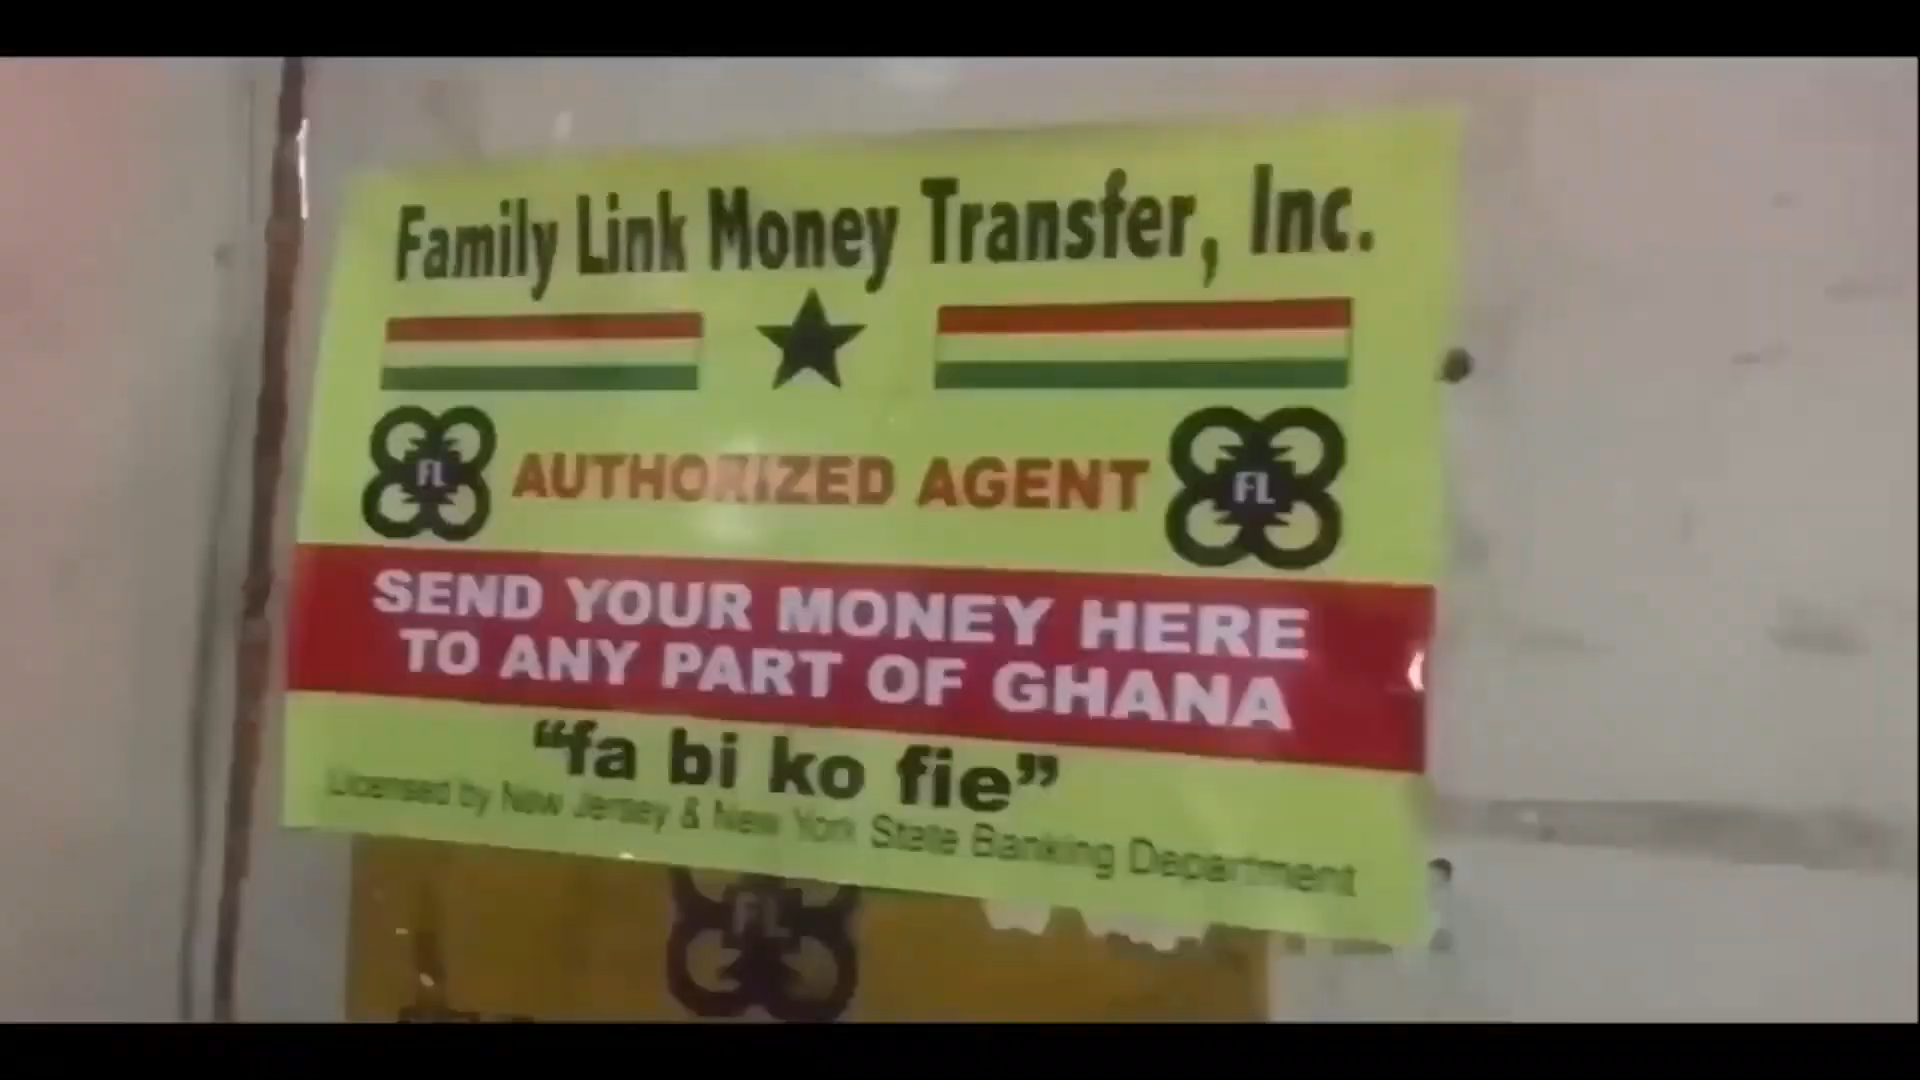 Family Link Money Transfer, Inc.
FL AUTHORIZED AGENT FL
SEND YOUR MONEY HERE
TO ANY PART OF GHANA
“fa bi ko fie”
Licensed by New Jersey & New York State Banking Department
FL